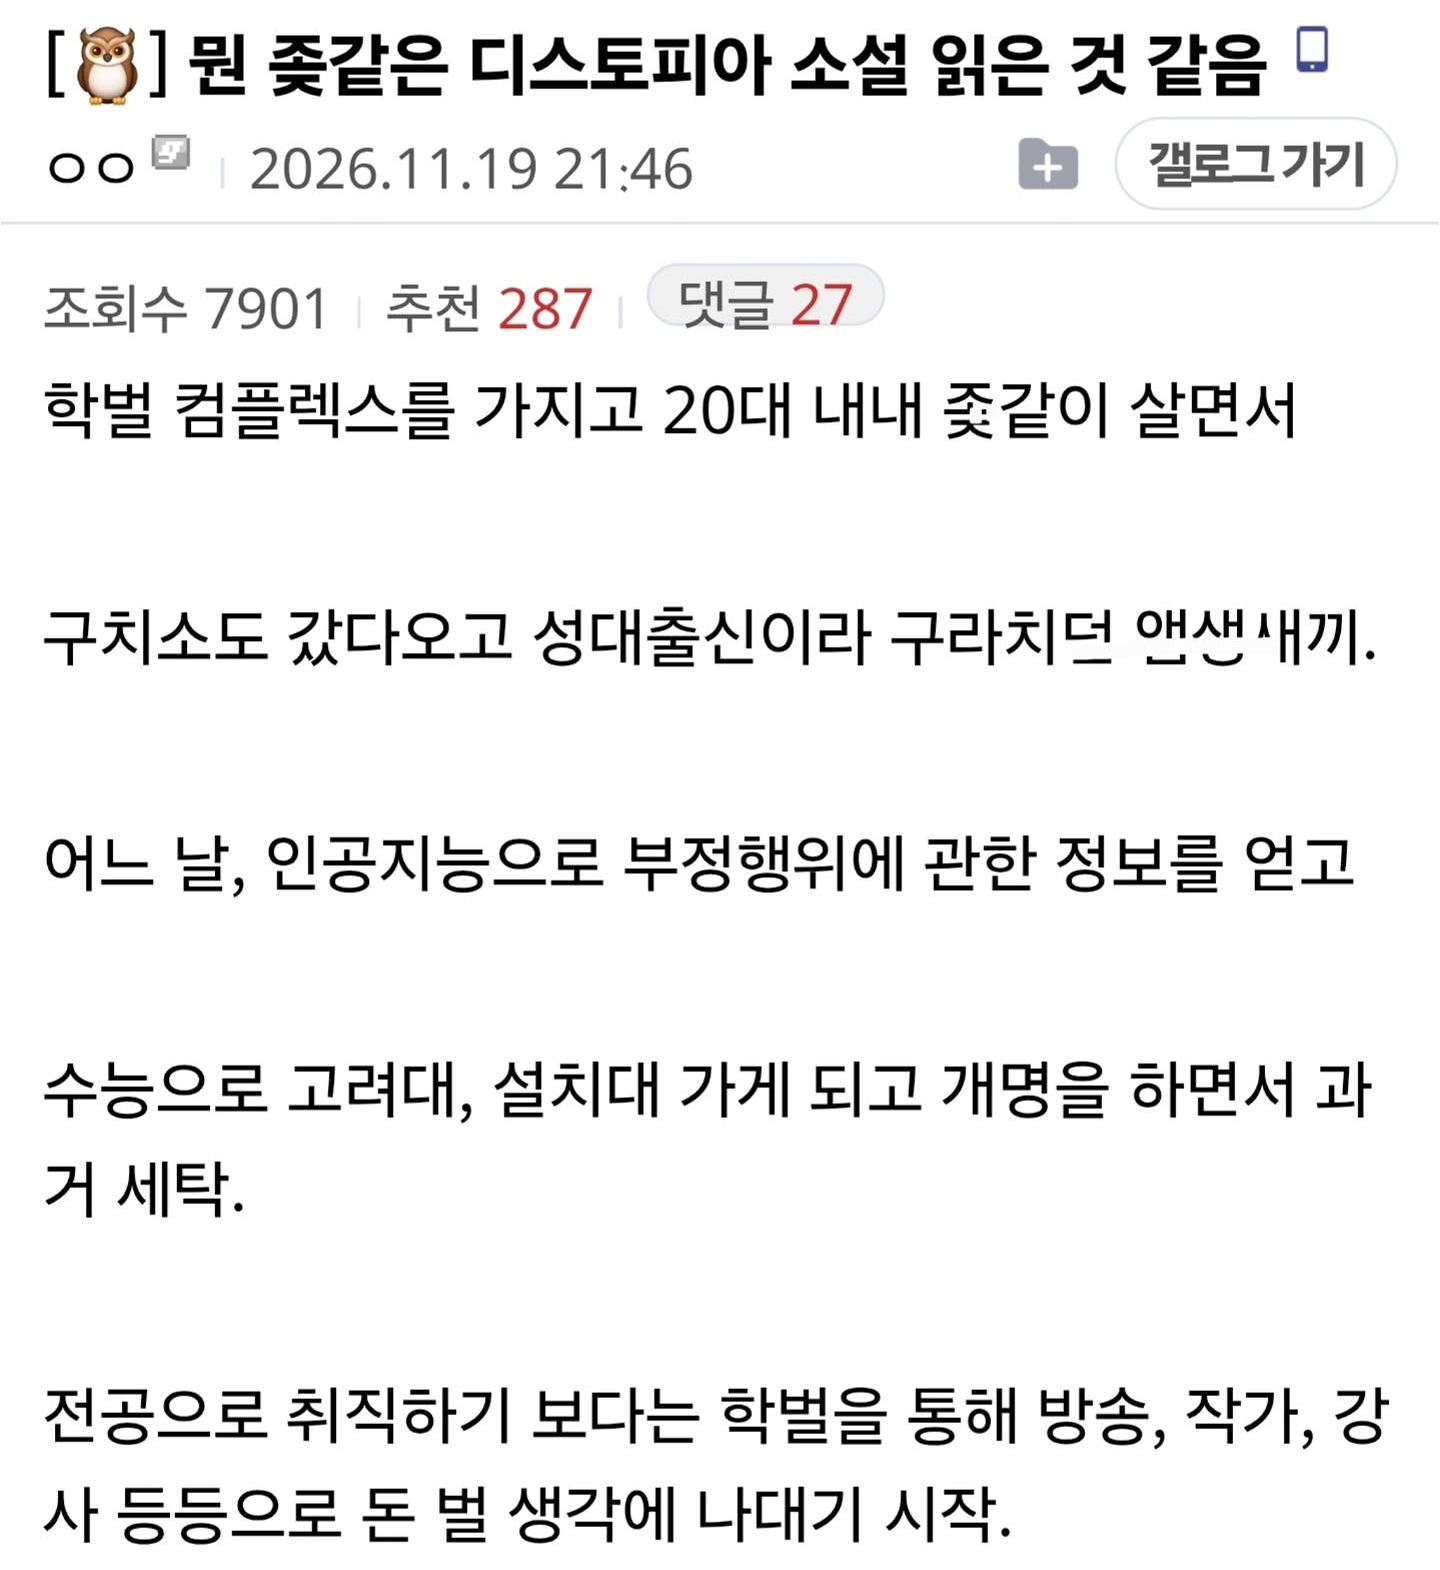 [🦉] 뭔 좆같은 디스토피아 소설 읽은 것 같음
ㅇㅇ 2026.11.19 21:46 갤로그 가기
조회수 7901 추천 287 댓글 27
학벌 컴플렉스를 가지고 20대 내내 좄같이 살면서
구치소도 갔다오고 성대출신이라 구라치던 앰생새끼.
어느 날, 인공지능으로 부정행위에 관한 정보를 얻고
수능으로 고려대, 설치대 가게 되고 개명을 하면서 과
거 세탁.
전공으로 취직하기 보다는 학벌을 통해 방송, 작가, 강
사 등등으로 돈 벌 생각에 나대기 시작.